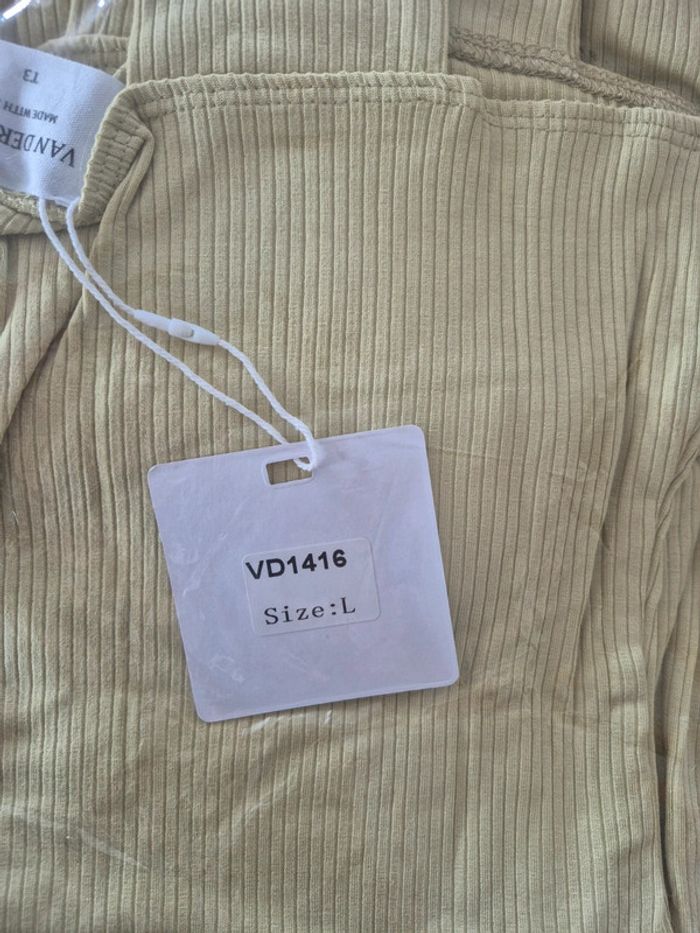 VANDER
MADE WITH
T3
VD1416
Size:L